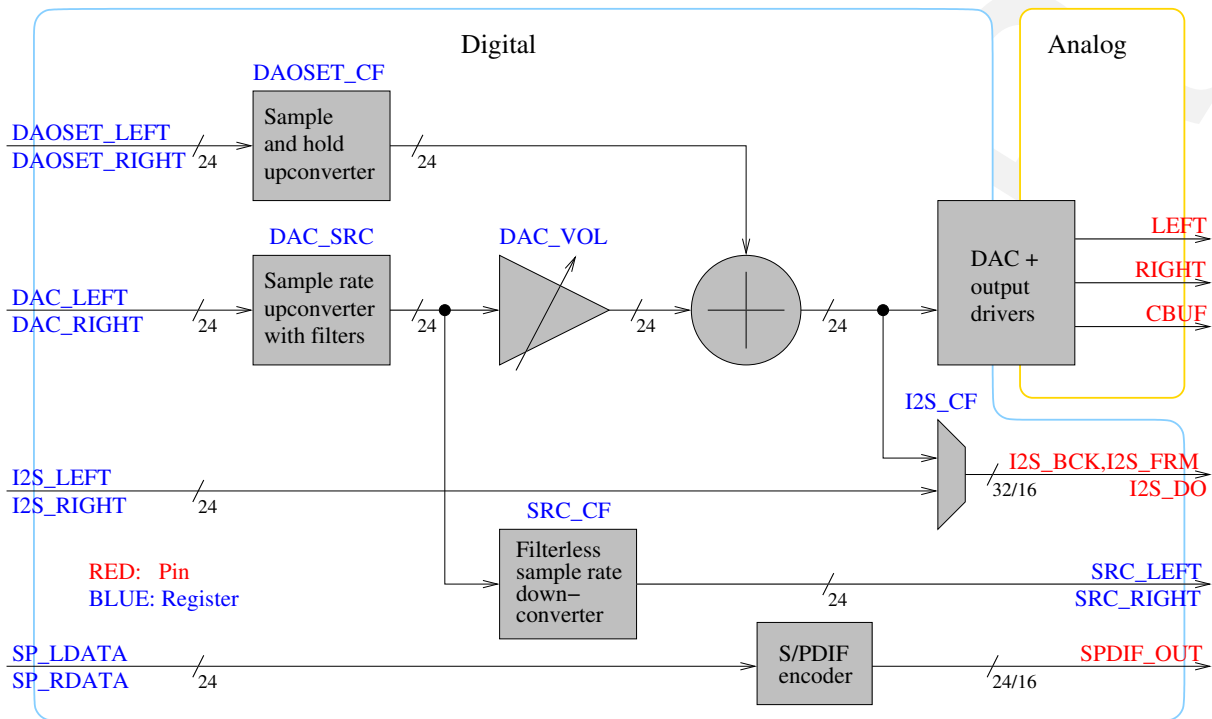 Digital
Analog
DAOSET_CF
DAOSET_LEFT
DAOSET_RIGHT
24
Sample
and hold
upconverter
24
DAC_SRC
DAC_VOL
DAC_LEFT
DAC_RIGHT
24
Sample rate
upconverter
with filters
24
24
24
DAC +
output
drivers
LEFT
RIGHT
CBUF
I2S_CF
I2S_LEFT
I2S_RIGHT
24
32/16
I2S_BCK,I2S_FRM
I2S_DO
SRC_CF
Filterless
sample rate
down-
converter
24
SRC_LEFT
SRC_RIGHT
RED: Pin
BLUE: Register
SP_LDATA
SP_RDATA
24
S/PDIF
encoder
24/16
SPDIF_OUT